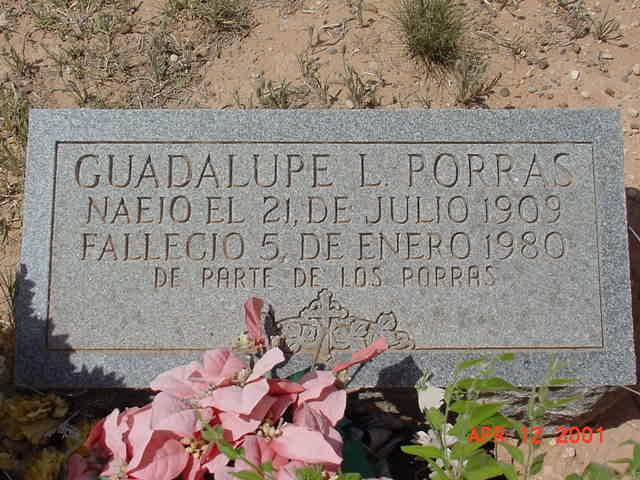 GUADALUPE L. PORRAS
NAEIO EL 21, DE JULIO 1909
FALLEGIO 5, DE ENERO 1980
DE PARTE DE LOS PORRAS
APR 12 2001